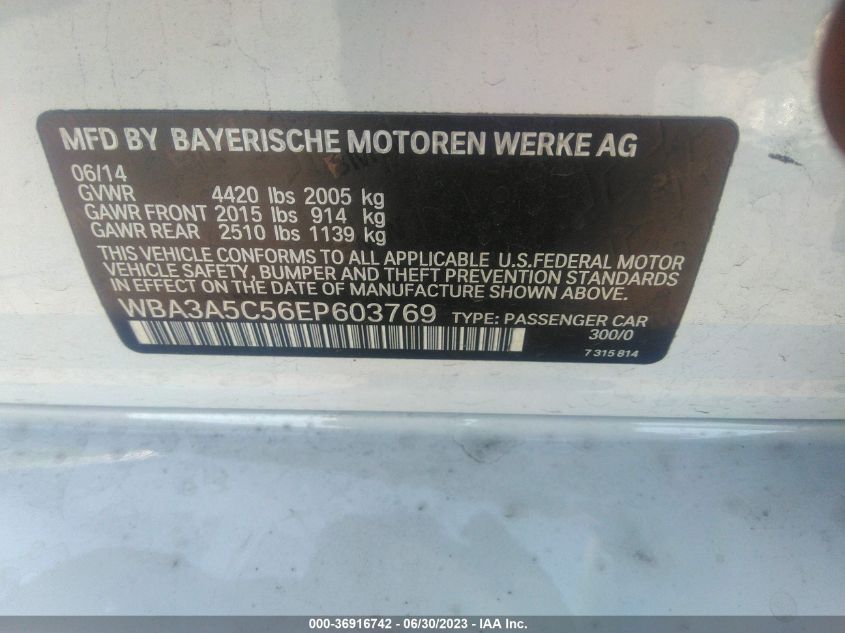 MFD BY BAYERISCHE MOTOREN WERKE AG
06/14
GVWR 4420 lbs 2005 kg
GAWR FRONT 2015 lbs 914 kg
GAWR REAR 2510 lbs 1139 kg
THIS VEHICLE CONFORMS TO ALL APPLICABLE U.S.FEDERAL MOTOR
VEHICLE SAFETY, BUMPER AND THEFT PREVENTION STANDARDS
IN EFFECT ON THE DATE OF MANUFACTURE SHOWN ABOVE.
WBA3A5C56EP603769 TYPE: PASSENGER CAR
300/0
7 315 814
000-36916742 - 06/30/2023 - IAA Inc.